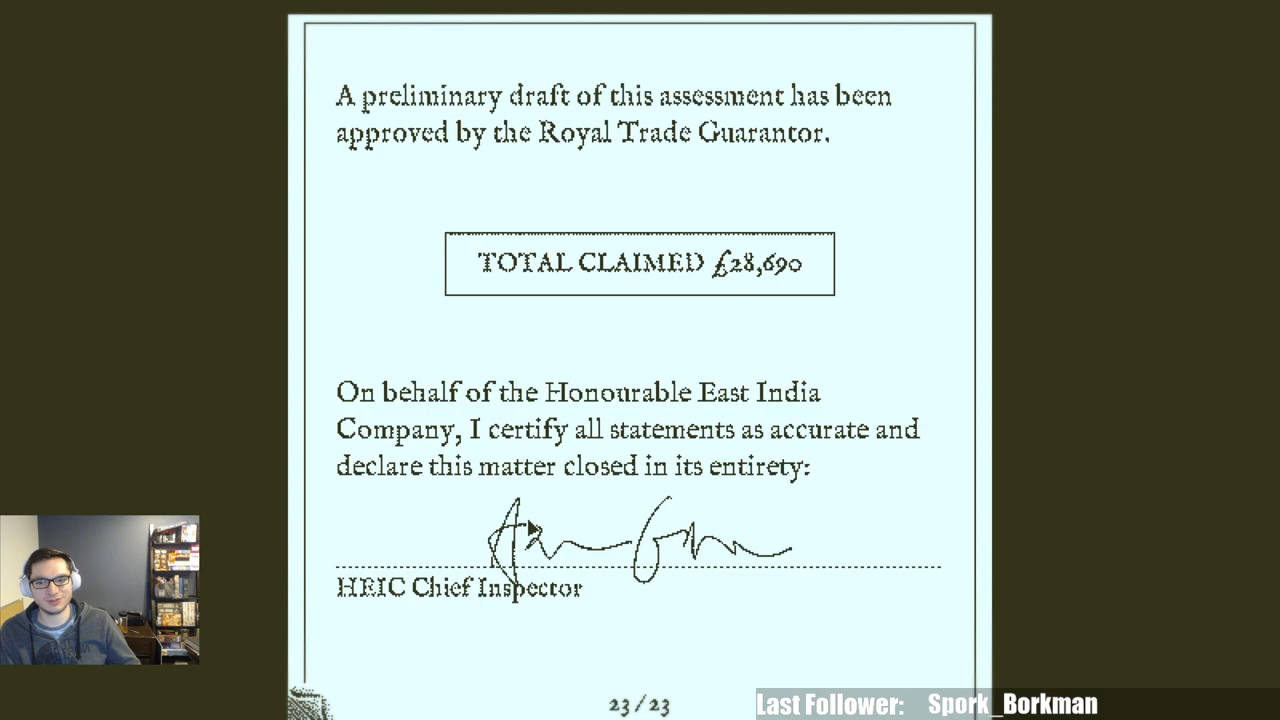 A preliminary draft of this assessment has been
approved by the Royal Trade Guarantor.
TOTAL CLAIMED £28,690
On behalf of the Honourable East India
Company, I certify all statements as accurate and
declare this matter closed in its entirety:
HEIC Chief Inspector
23/23
Last Follower: Spork_Borkman